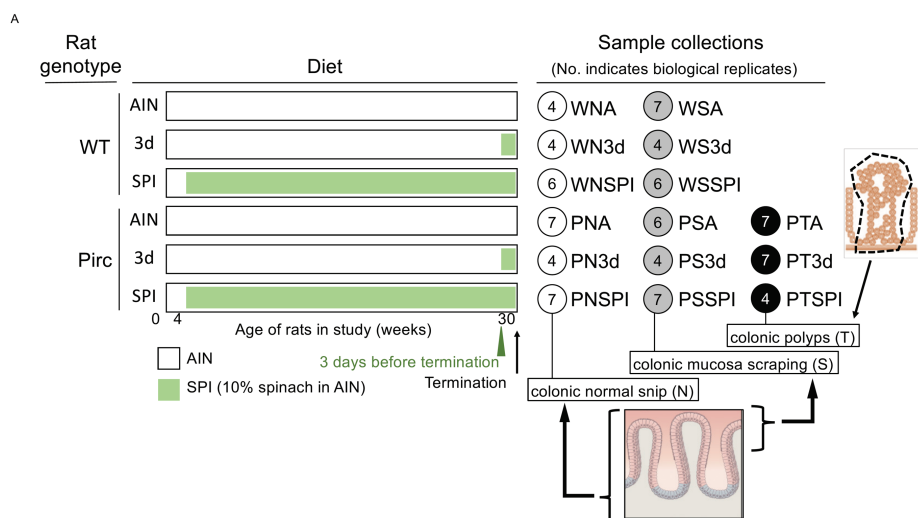 A
Rat
genotype
Diet
Sample collections
(No. indicates biological replicates)
WT
AIN
4 WNA 7 WSA
3d
4 WN3d 4 WS3d
SPI
6 WNSPI 6 WSSPI
Pirc
AIN
7 PNA 6 PSA 7 PTA
3d
4 PN3d 4 PS3d 7 PT3d
SPI
7 PNSPI 7 PSSPI 4 PTSPI
0 4 30
Age of rats in study (weeks)
3 days before termination
Termination
AIN
SPI (10% spinach in AIN)
colonic polyps (T)
colonic mucosa scraping (S)
colonic normal snip (N)